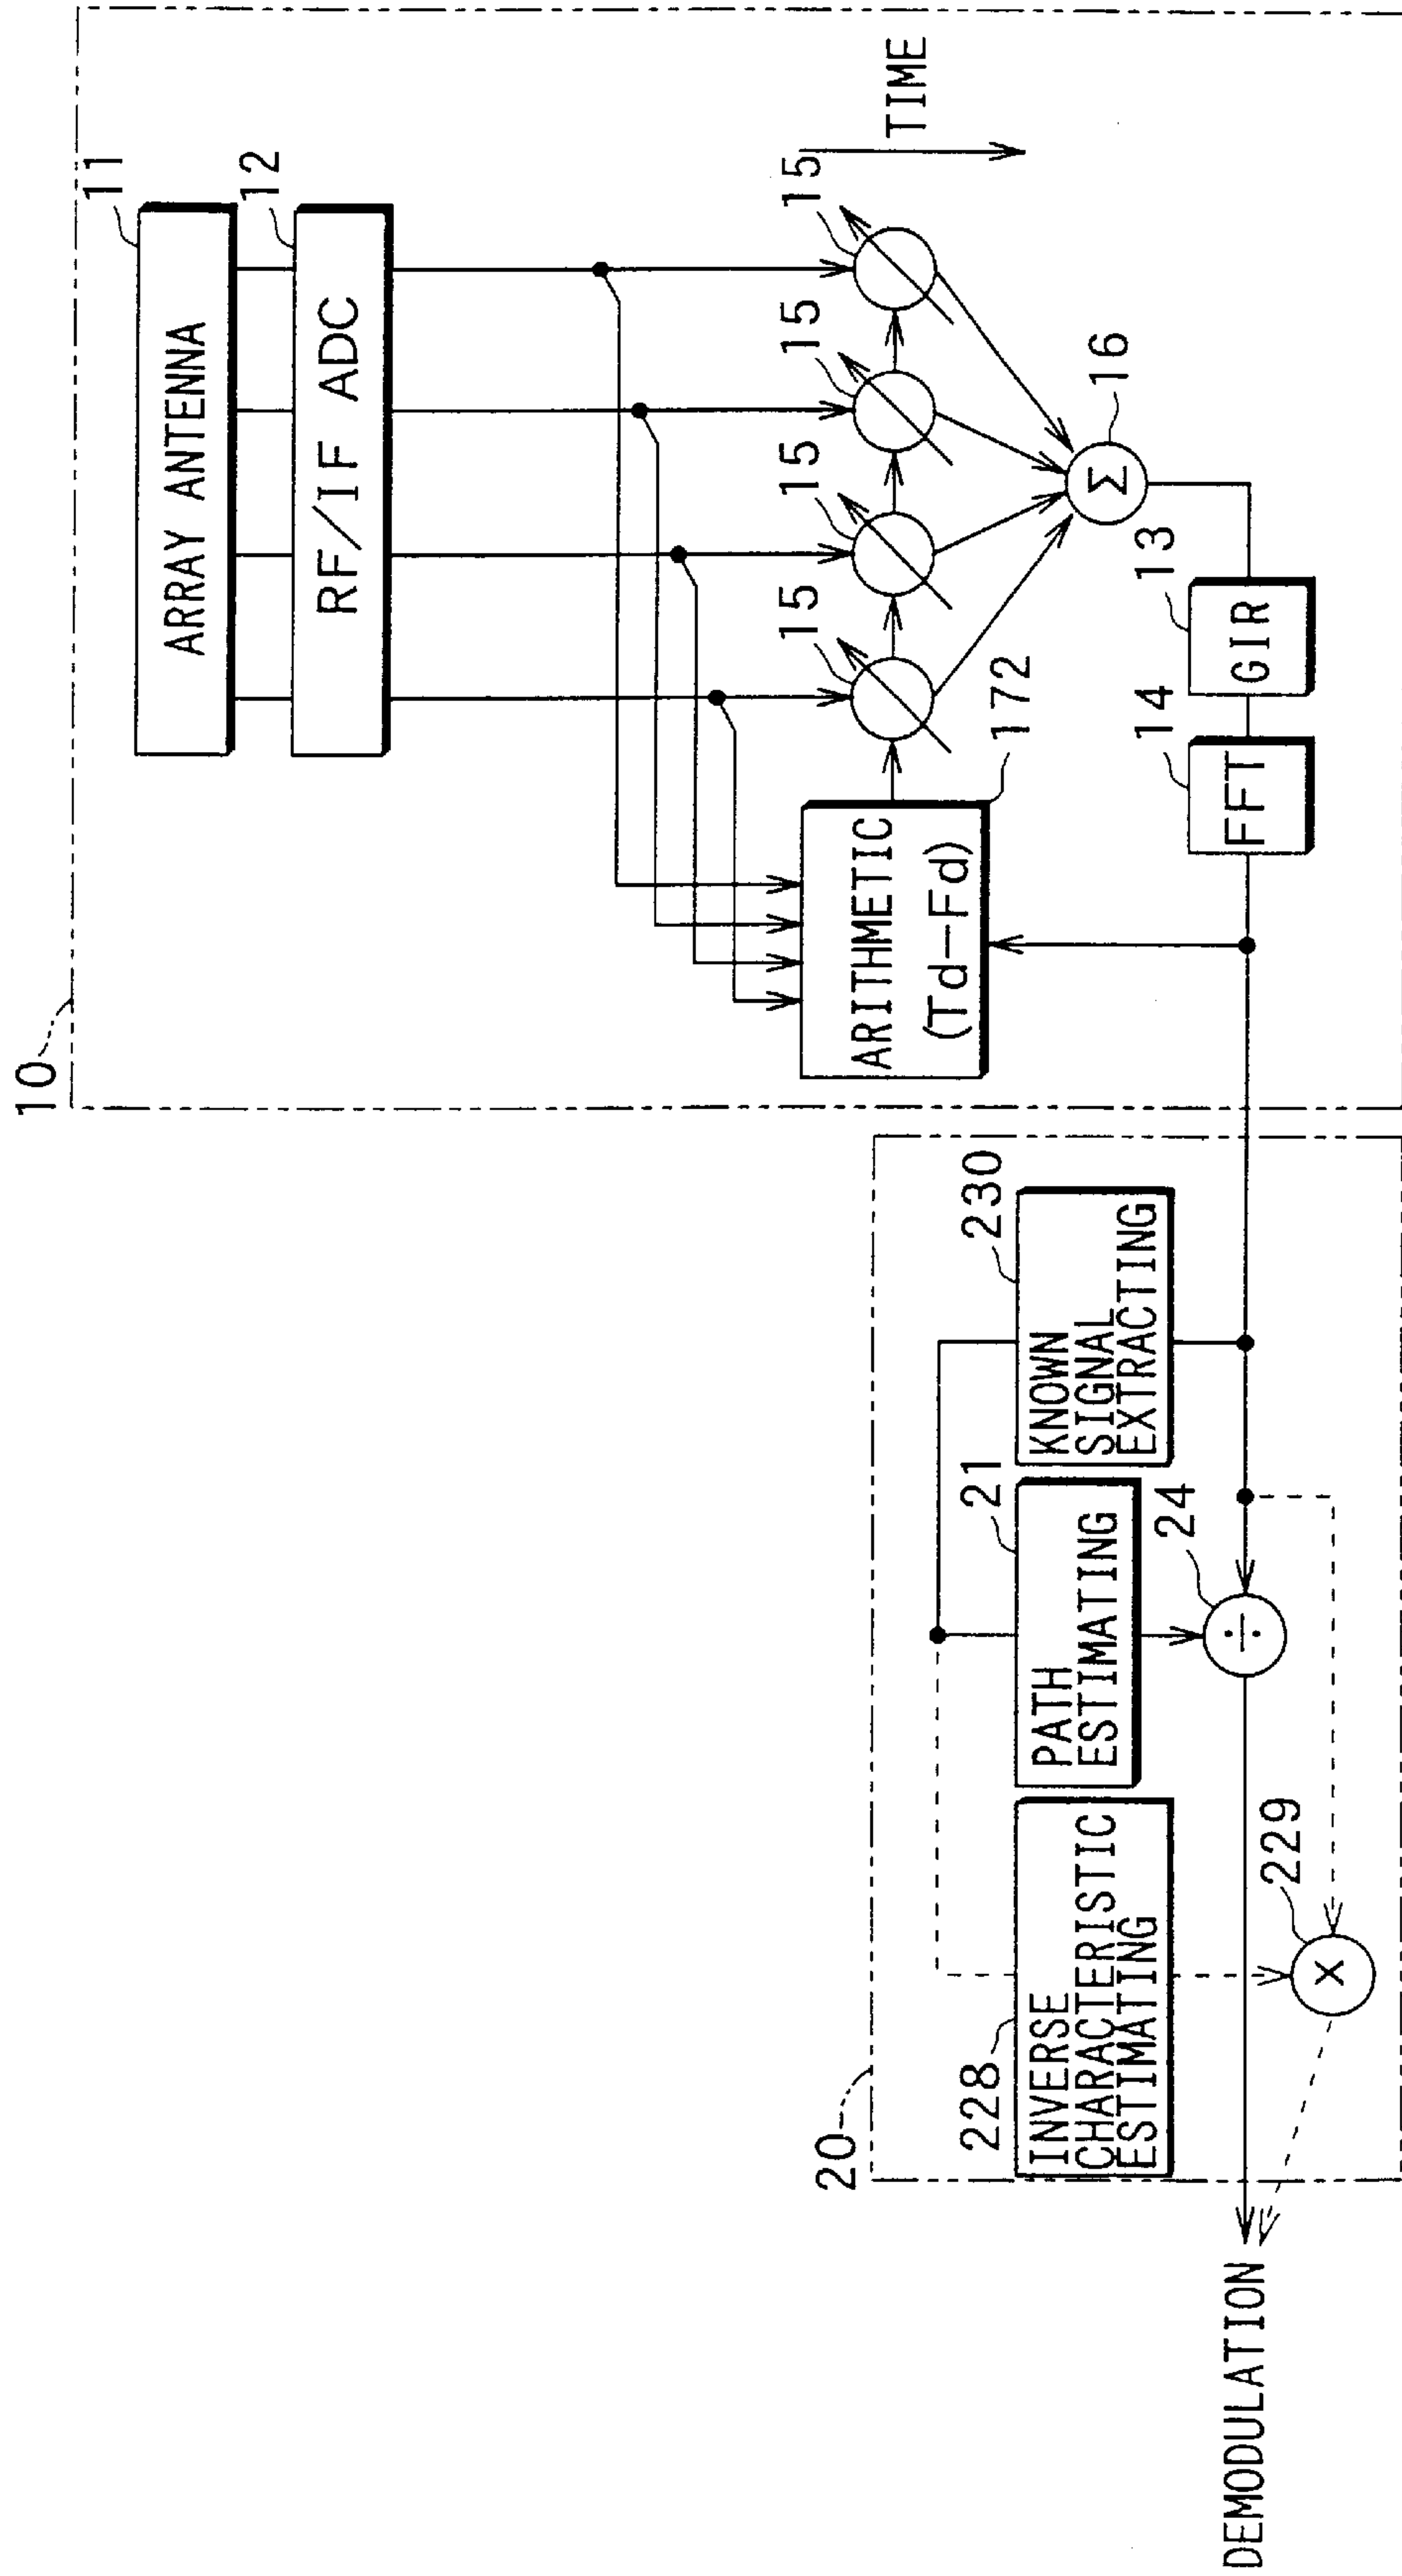 10
11
ARRAY ANTENNA
12
RF/IF ADC
15
15
15
15
TIME
ARITHMETIC
(Td—Fd)
172
16
Σ
13
GIR
14
FFT
20
230
KNOWN
SIGNAL
EXTRACTING
21
PATH
ESTIMATING
24
÷
228
INVERSE
CHARACTERISTIC
ESTIMATING
229
X
DEMODULATION